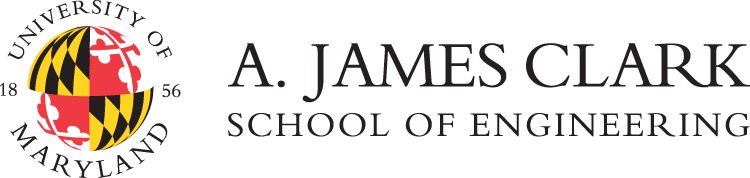 UNIVERSITY OF
18 56
MARYLAND
A. JAMES CLARK
SCHOOL OF ENGINEERING